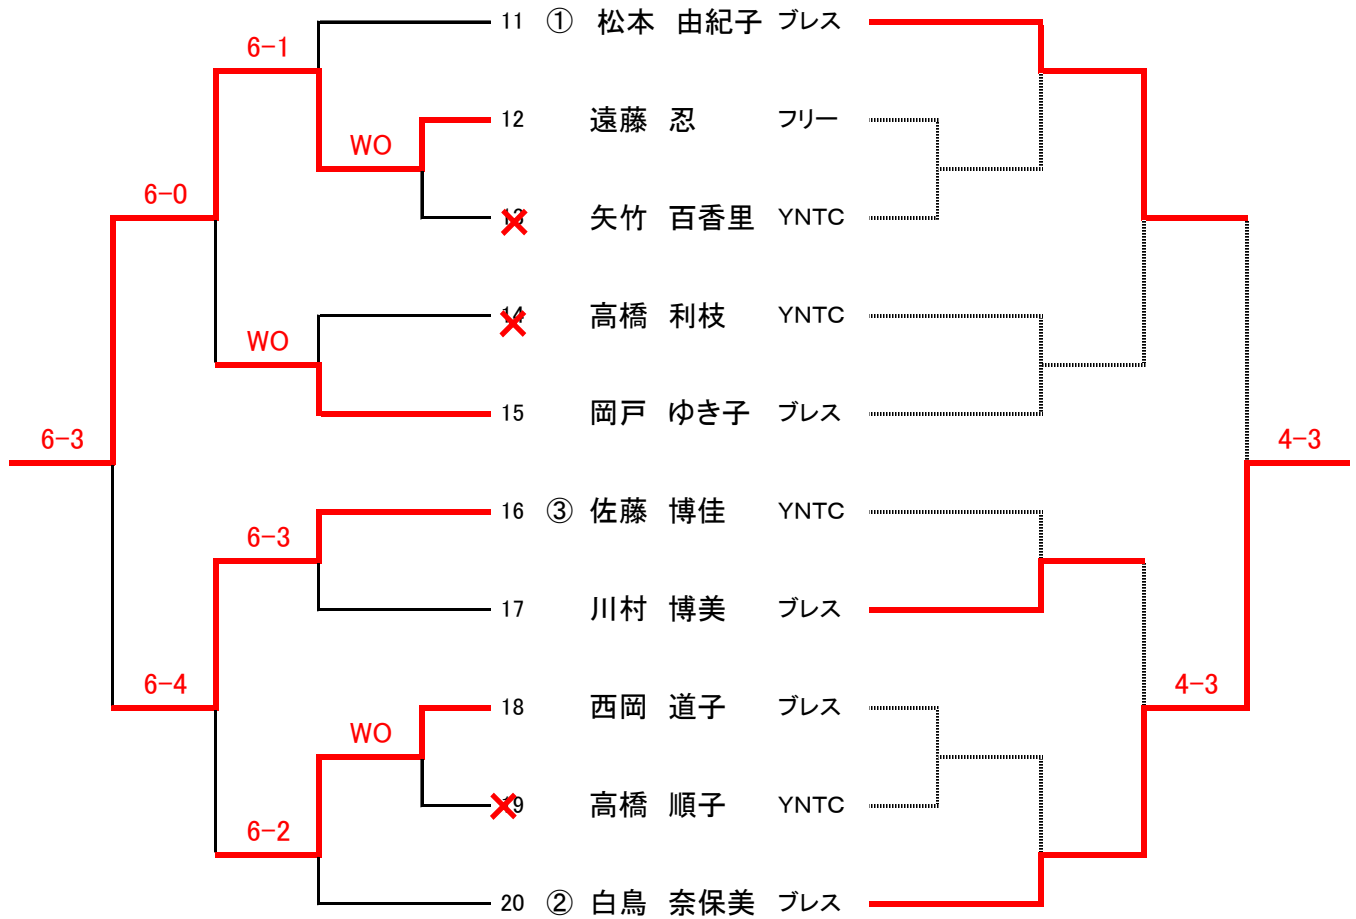 11 ① 松本 由紀子 ブレス
6-1
12 遠藤 忍 フリー
WO
6-0
13 矢竹 百香里 YNTC
14 高橋 利枝 YNTC
WO
15 岡戸 ゆき子 ブレス
6-3 4-3
16 ③ 佐藤 博佳 YNTC
6-3
17 川村 博美 ブレス
6-4 4-3
18 西岡 道子 ブレス
WO
19 高橋 順子 YNTC
6-2
20 ② 白鳥 奈保美 ブレス